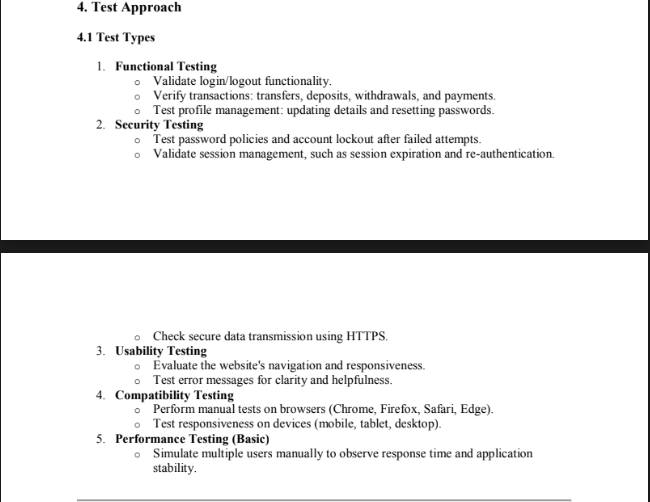 4. Test Approach
4.1 Test Types
1. Functional Testing
o Validate login/logout functionality.
o Verify transactions: transfers, deposits, withdrawals, and payments.
o Test profile management: updating details and resetting passwords.
2. Security Testing
o Test password policies and account lockout after failed attempts.
o Validate session management, such as session expiration and re-authentication.
o Check secure data transmission using HTTPS.
3. Usability Testing
o Evaluate the website's navigation and responsiveness.
o Test error messages for clarity and helpfulness.
4. Compatibility Testing
o Perform manual tests on browsers (Chrome, Firefox, Safari, Edge).
o Test responsiveness on devices (mobile, tablet, desktop).
5. Performance Testing (Basic)
o Simulate multiple users manually to observe response time and application
stability.